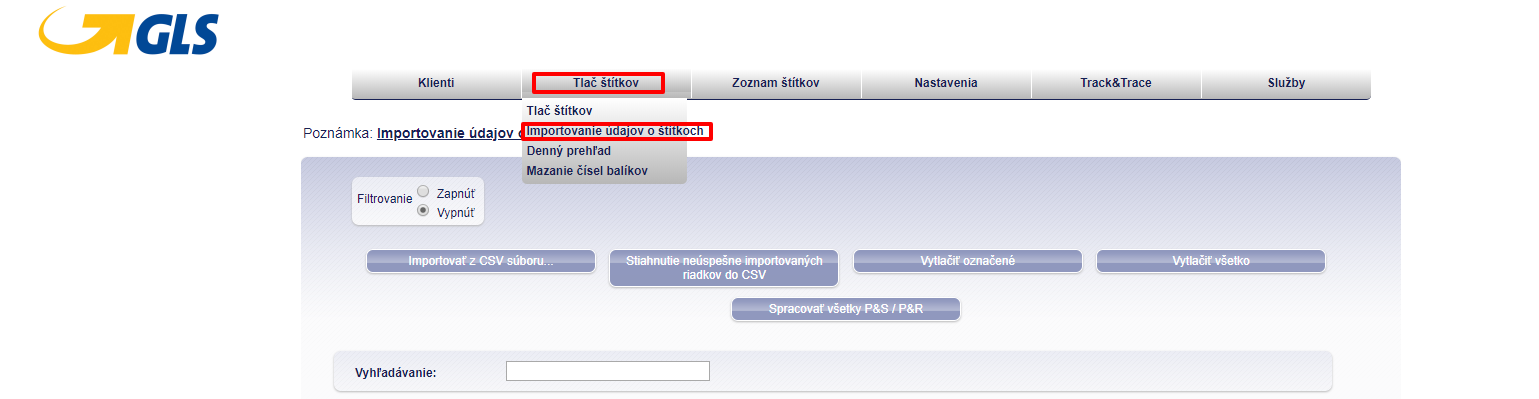 GLS
Klienti Tlač štítkov Zoznam štítkov Nastavenia Track&Trace Služby
Tlač štítkov
Poznámka: Importovanie údajov
Importovanie údajov o štítkoch
Denný prehľad
Mazanie čísel balíkov
Filtrovanie
Zapnúť
Vypnúť
Importovať z CSV súboru...
Stiahnutie neúspešne importovaných
riadkov do CSV
Vytlačiť označené
Vytlačiť všetko
Spracovať všetky P&S / P&R
Vyhľadávanie: